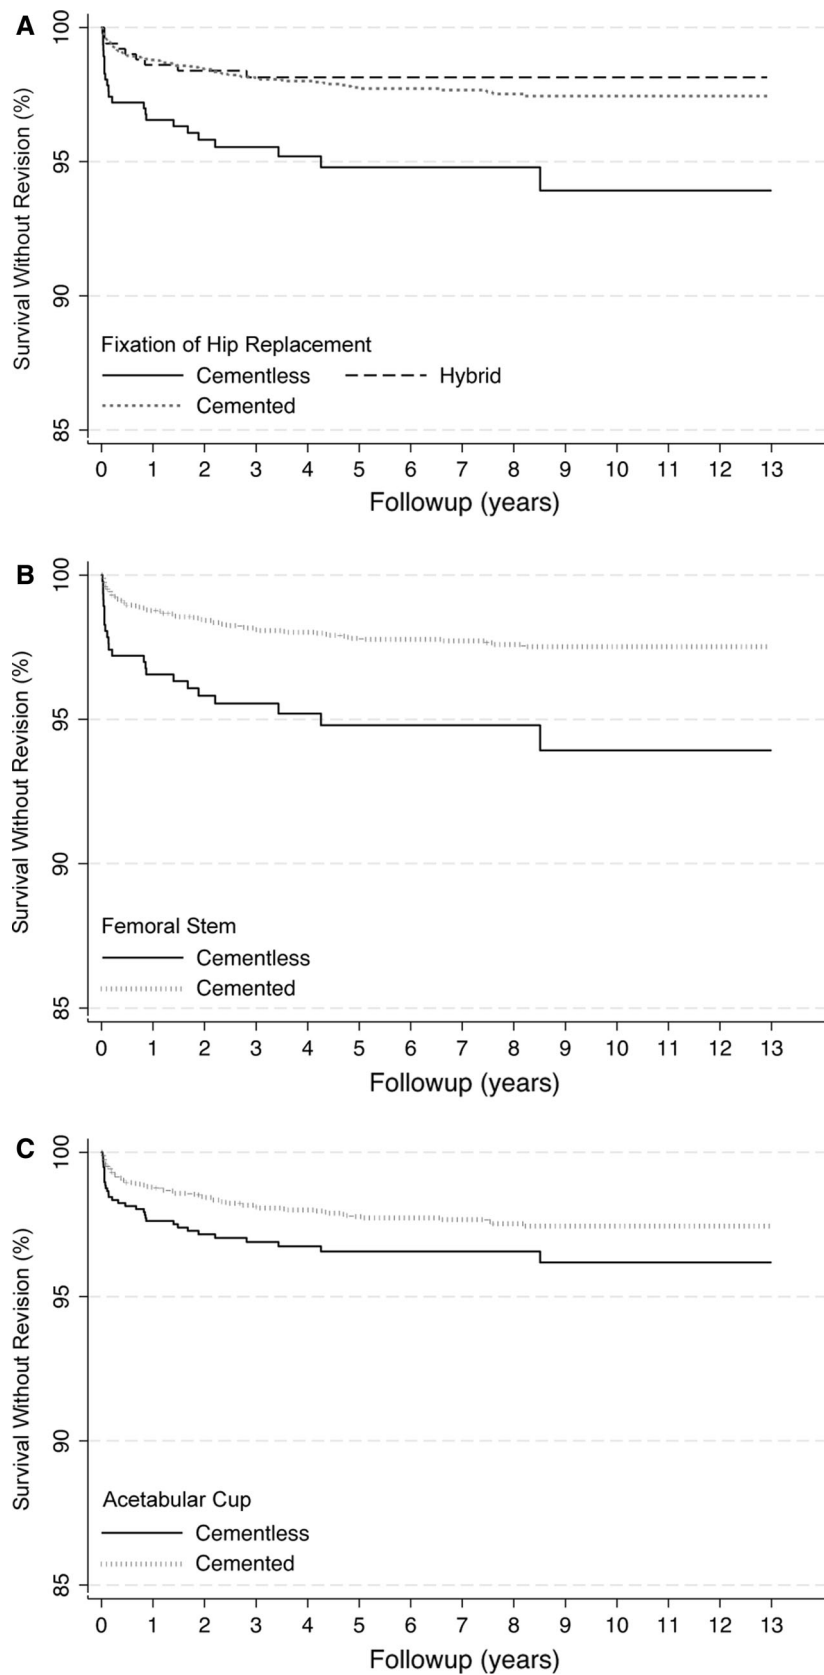 A
100
95
90
85
Survival Without Revision (%)
Fixation of Hip Replacement
Cementless Hybrid
Cemented
0 1 2 3 4 5 6 7 8 9 10 11 12 13
Followup (years)
B
100
95
90
85
Survival Without Revision (%)
Femoral Stem
Cementless
Cemented
0 1 2 3 4 5 6 7 8 9 10 11 12 13
Followup (years)
C
100
95
90
85
Survival Without Revision (%)
Acetabular Cup
Cementless
Cemented
0 1 2 3 4 5 6 7 8 9 10 11 12 13
Followup (years)